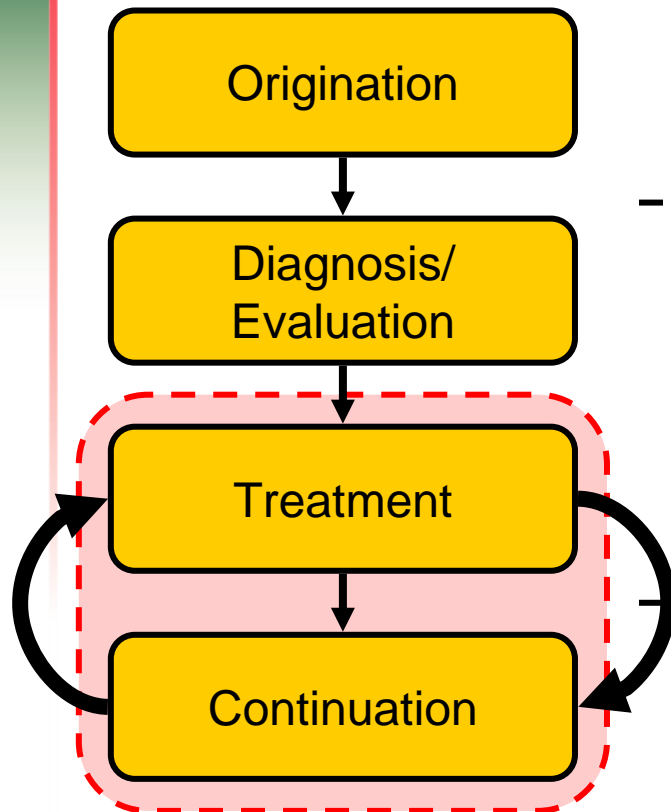 Origination
–
Diagnosis/
Evaluation
Treatment
–
Continuation